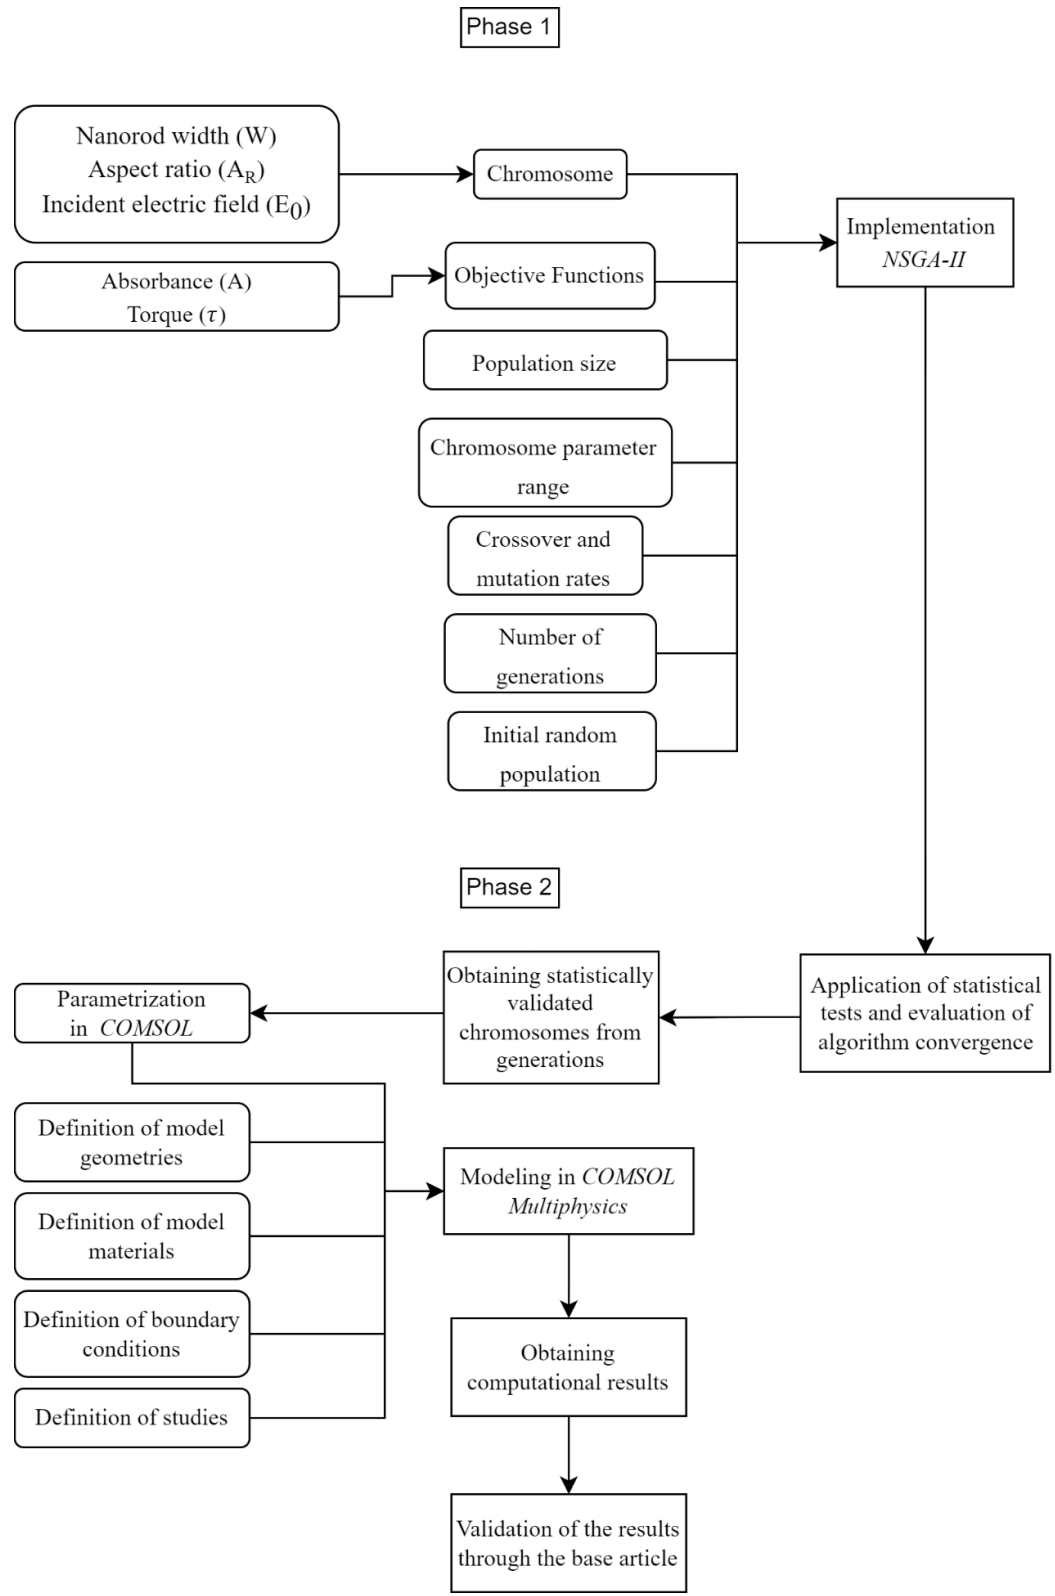 Phase 1
Nanorod width (W)
Aspect ratio (A_R)
Incident electric field (E_0)
Chromosome
Implementation
NSGA-II
Absorbance (A)
Torque (τ)
Objective Functions
Population size
Chromosome parameter
range
Crossover and
mutation rates
Number of
generations
Initial random
population
Phase 2
Application of statistical
tests and evaluation of
algorithm convergence
Obtaining statistically
validated
chromosomes from
generations
Parametrization
in COMSOL
Definition of model
geometries
Definition of model
materials
Definition of boundary
conditions
Definition of studies
Modeling in COMSOL
Multiphysics
Obtaining
computational results
Validation of the results
through the base article